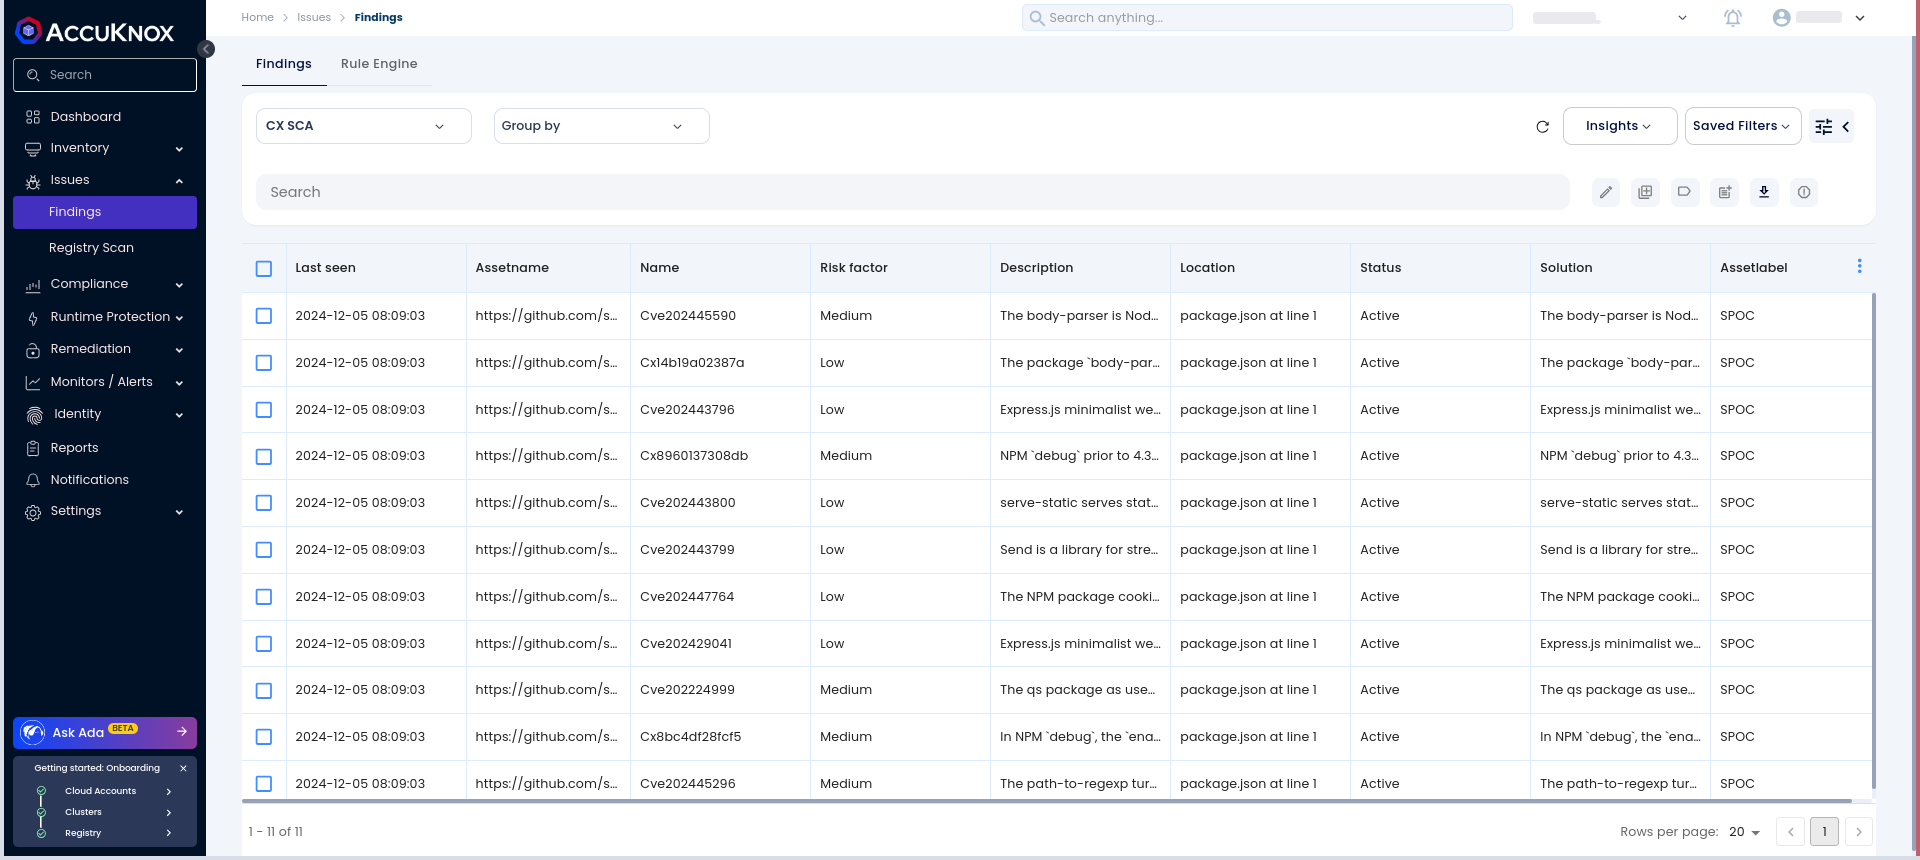 Home > Issues > Findings
Search anything...
ACCUKNOX
Search
Dashboard
Inventory
Issues
Findings
Registry Scan
Compliance
Runtime Protection
Remediation
Monitors / Alerts
Identity
Reports
Notifications
Settings
Ask Ada BETA
Getting started: Onboarding
Cloud Accounts
Clusters
Registry
Findings Rule Engine
CX SCA Group by Insights Saved Filters
Search
Last seen Assetname Name Risk factor Description Location Status Solution Assetlabel
2024-12-05 08:09:03 https://github.com/s... Cve202445590 Medium The body-parser is Nod... package.json at line 1 Active The body-parser is Nod... SPOC
2024-12-05 08:09:03 https://github.com/s... Cx14b19a02387a Low The package `body-par... package.json at line 1 Active The package `body-par... SPOC
2024-12-05 08:09:03 https://github.com/s... Cve202443796 Low Express.js minimalist we... package.json at line 1 Active Express.js minimalist we... SPOC
2024-12-05 08:09:03 https://github.com/s... Cx8960137308db Medium NPM `debug` prior to 4.3... package.json at line 1 Active NPM `debug` prior to 4.3... SPOC
2024-12-05 08:09:03 https://github.com/s... Cve202443800 Low serve-static serves stat... package.json at line 1 Active serve-static serves stat... SPOC
2024-12-05 08:09:03 https://github.com/s... Cve202443799 Low Send is a library for stre... package.json at line 1 Active Send is a library for stre... SPOC
2024-12-05 08:09:03 https://github.com/s... Cve202447764 Low The NPM package cooki... package.json at line 1 Active The NPM package cooki... SPOC
2024-12-05 08:09:03 https://github.com/s... Cve202429041 Low Express.js minimalist we... package.json at line 1 Active Express.js minimalist we... SPOC
2024-12-05 08:09:03 https://github.com/s... Cve202224999 Medium The qs package as use... package.json at line 1 Active The qs package as use... SPOC
2024-12-05 08:09:03 https://github.com/s... Cx8bc4df28fcf5 Medium In NPM `debug`, the `ena... package.json at line 1 Active In NPM `debug`, the `ena... SPOC
2024-12-05 08:09:03 https://github.com/s... Cve202445296 Medium The path-to-regexp tur... package.json at line 1 Active The path-to-regexp tur... SPOC
1 - 11 of 11 Rows per page: 20 1